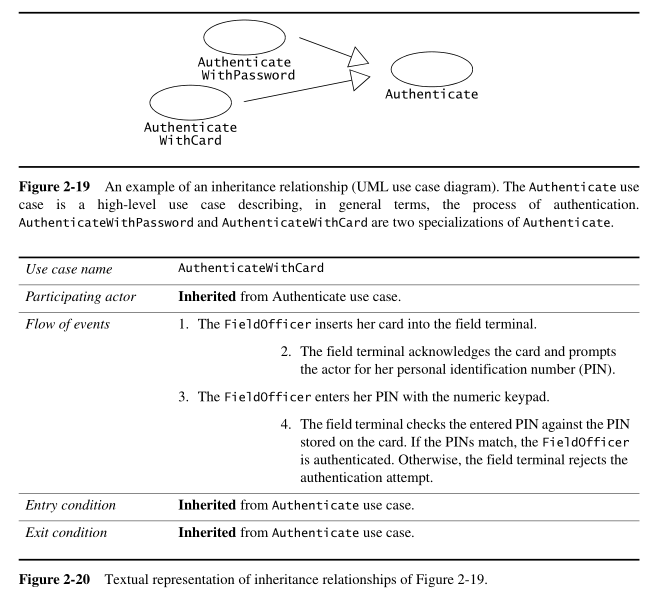 Authenticate
WithPassword
Authenticate
Authenticate
WithCard
Figure 2-19 An example of an inheritance relationship (UML use case diagram). The Authenticate use
case is a high-level use case describing, in general terms, the process of authentication.
AuthenticateWithPassword and AuthenticateWithCard are two specializations of Authenticate.
Use case name AuthenticateWithCard
Participating actor Inherited from Authenticate use case.
Flow of events 1. The FieldOfficer inserts her card into the field terminal.
2. The field terminal acknowledges the card and prompts
the actor for her personal identification number (PIN).
3. The FieldOfficer enters her PIN with the numeric keypad.
4. The field terminal checks the entered PIN against the PIN
stored on the card. If the PINs match, the FieldOfficer
is authenticated. Otherwise, the field terminal rejects the
authentication attempt.
Entry condition Inherited from Authenticate use case.
Exit condition Inherited from Authenticate use case.
Figure 2-20 Textual representation of inheritance relationships of Figure 2-19.